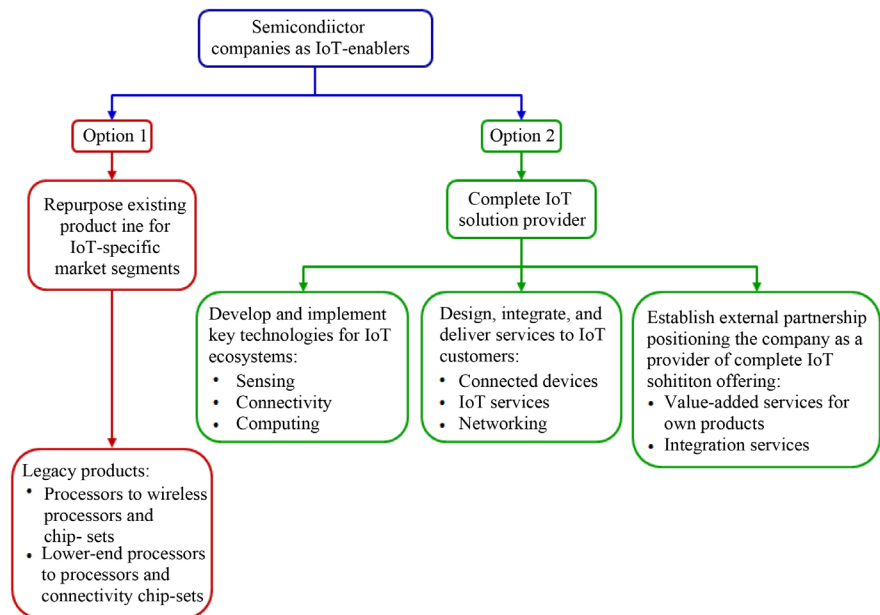 Semicondiictor
companies as IoT-enablers
Option 1
Option 2
Repurpose existing
product ine for
IoT-specific
market segments
Complete IoT
solution provider
Develop and implement
key technologies for IoT
ecosystems:
• Sensing
• Connectivity
• Computing
Design, integrate, and
deliver services to IoT
customers:
• Connected devices
• IoT services
• Networking
Establish external partnership
positioning the company as a
provider of complete IoT
sohititon offering:
• Value-added services for
own products
• Integration services
Legacy products:
• Processors to wireless
processors and
chip- sets
• Lower-end processors
to processors and
connectivity chip-sets